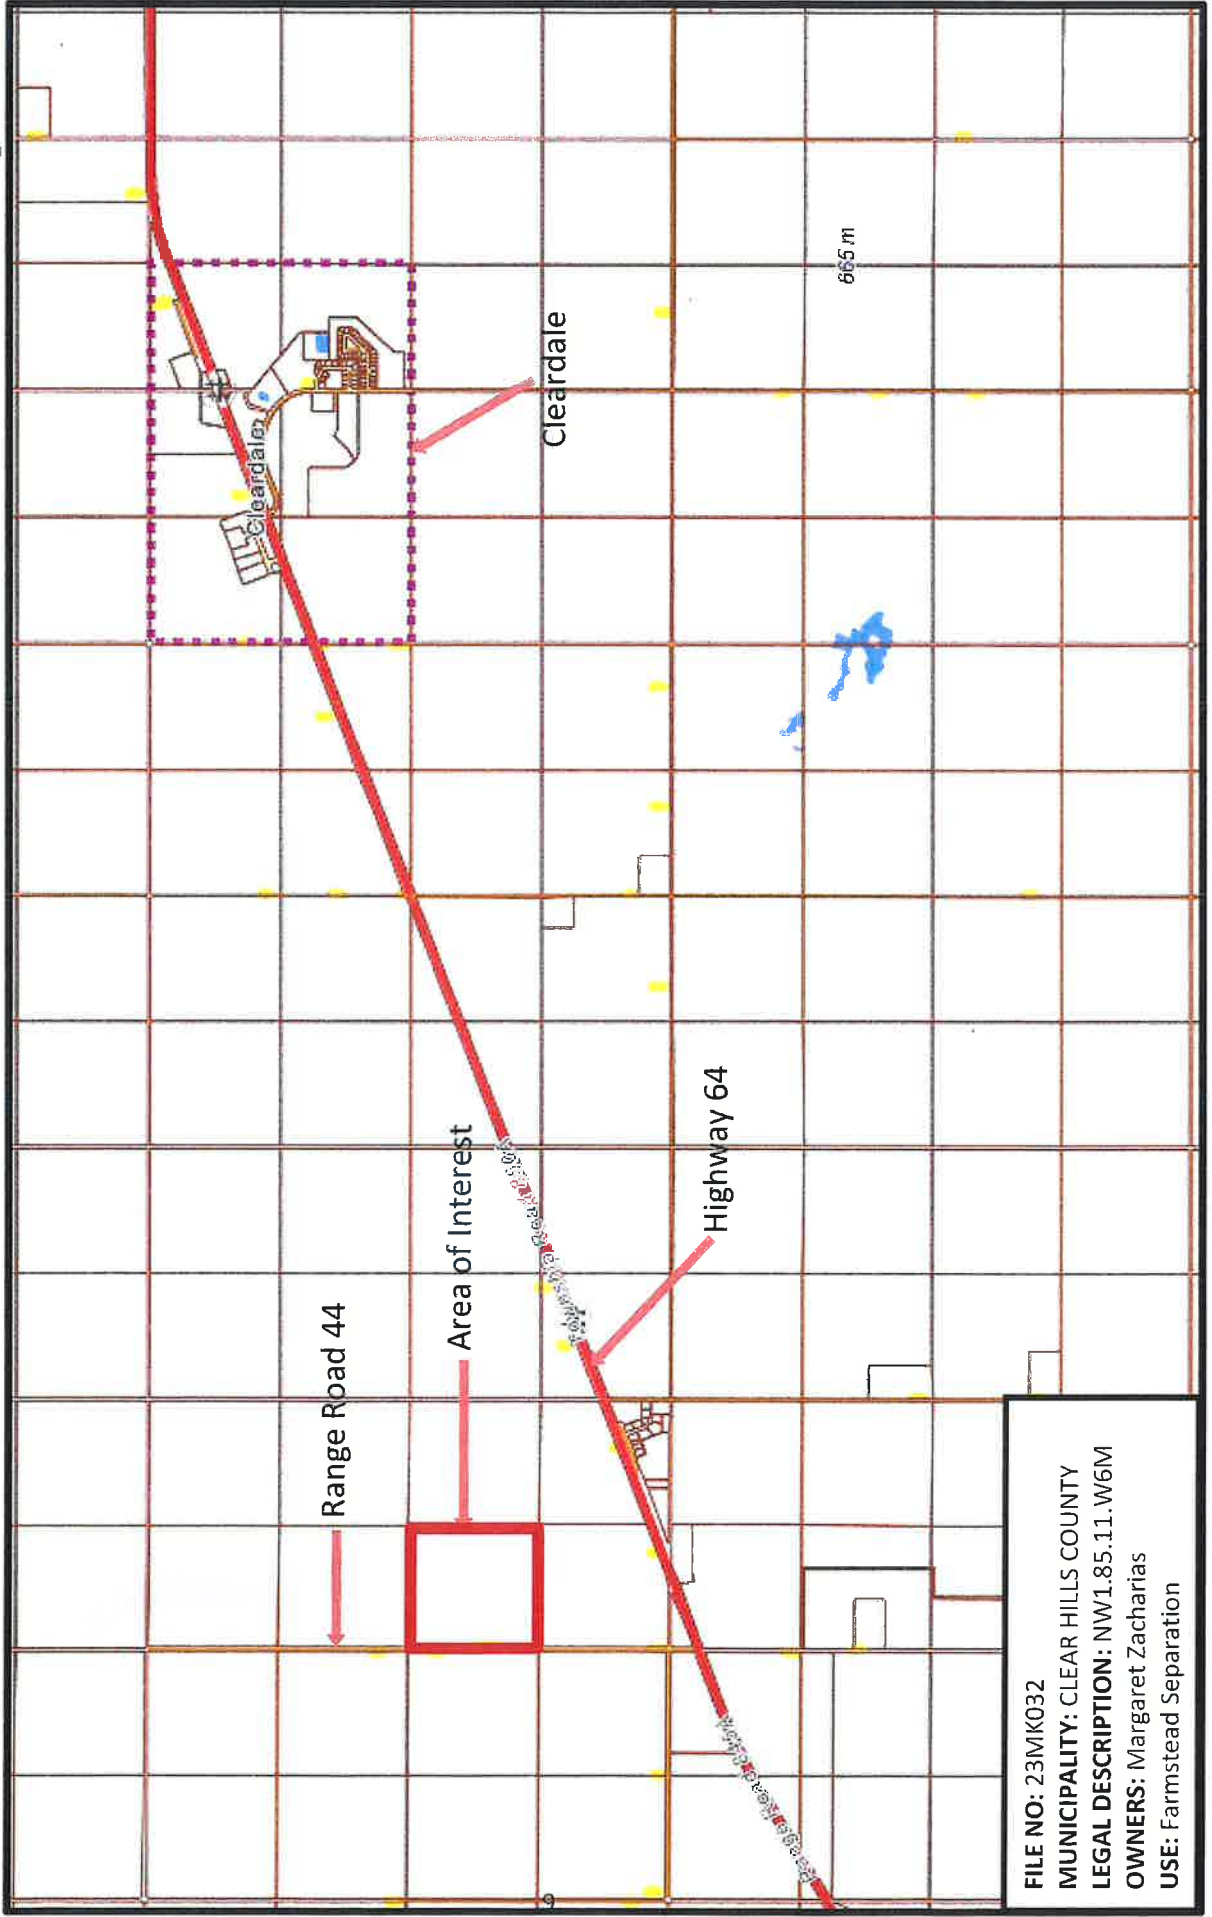 Cleardale
665 m
Cleardale
Range Road 44
Area of Interest
Highway 64
FILE NO: 23MK032
MUNICIPALITY: CLEAR HILLS COUNTY
LEGAL DESCRIPTION: NW1.85.11.W6M
OWNERS: Margaret Zacharias
USE: Farmstead Separation
9